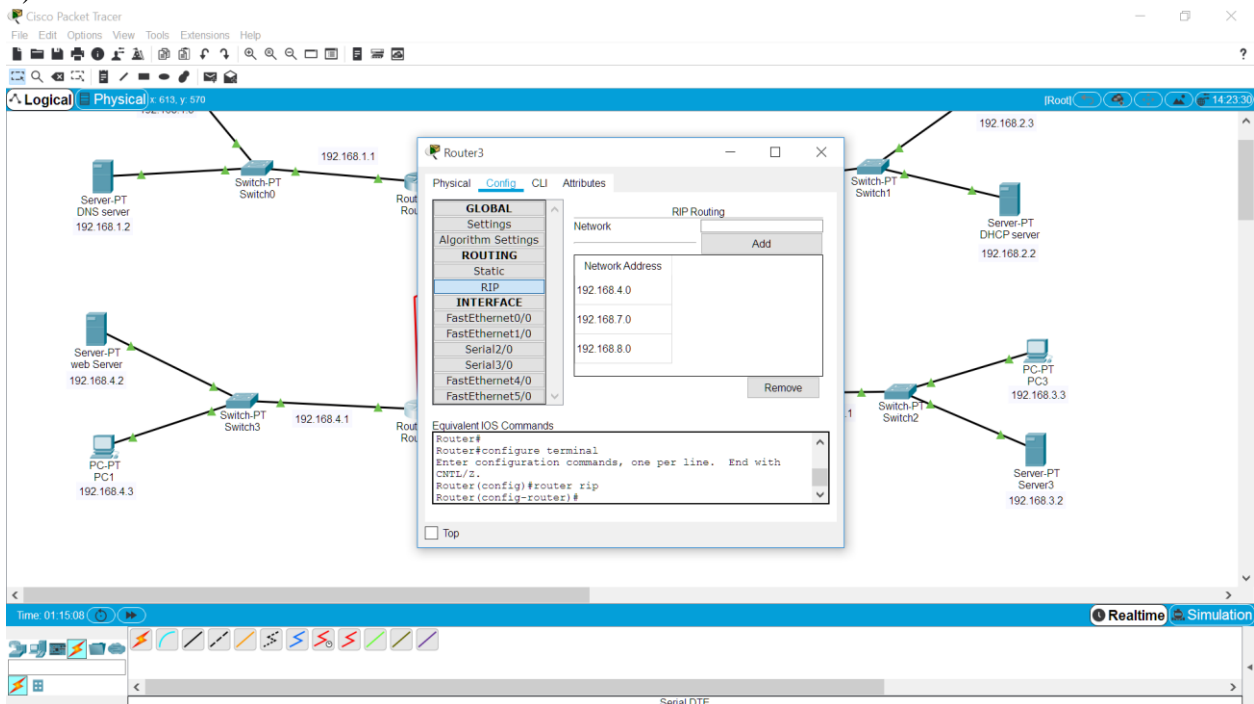 Cisco Packet Tracer
File Edit Options View Tools Extensions Help
?
Logical Physical x: 613, y: 570
[Root] 14:23:30
192.168.1.1
Switch-PT
Switch0
Server-PT
DNS server
192.168.1.2
Rout
Rou
192.168.2.3
Switch-PT
Switch1
Server-PT
DHCP server
192.168.2.2
Router3
Physical Config CLI Attributes
GLOBAL
Settings
Algorithm Settings
ROUTING
Static
RIP
INTERFACE
FastEthernet0/0
FastEthernet1/0
Serial2/0
Serial3/0
FastEthernet4/0
FastEthernet5/0
RIP Routing
Network
Add
Network Address
192.168.4.0
192.168.7.0
192.168.8.0
Remove
Equivalent IOS Commands
Router#
Router#configure terminal
Enter configuration commands, one per line. End with
CNTL/Z.
Router(config)#router rip
Router(config-router)#
Top
Server-PT
web Server
192.168.4.2
Switch-PT
Switch3
192.168.4.1
Rout
Rou
PC-PT
PC1
192.168.4.3
PC-PT
PC3
192.168.3.3
.1
Switch-PT
Switch2
Server-PT
Server3
192.168.3.2
Time: 01:15:08
Realtime Simulation
Serial DTE